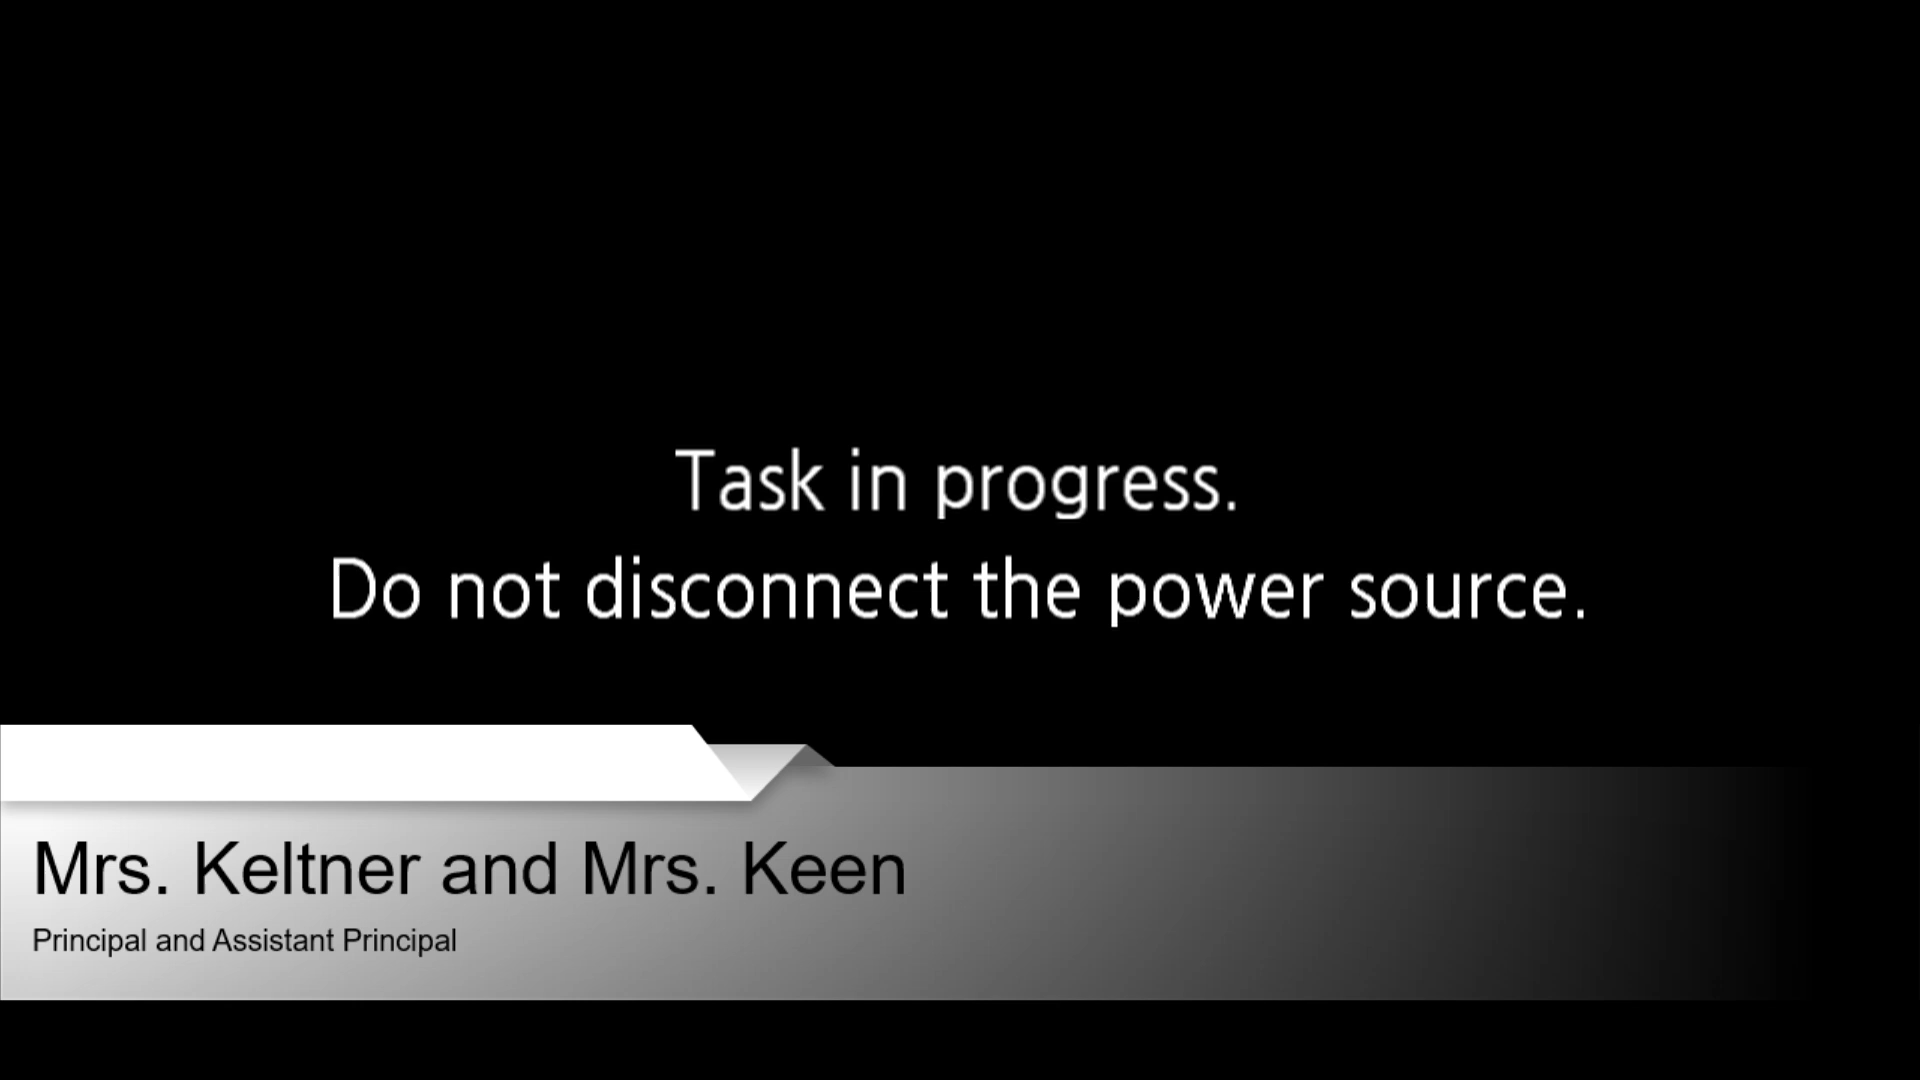 Task in progress.
Do not disconnect the power source.
Mrs. Keltner and Mrs. Keen
Principal and Assistant Principal